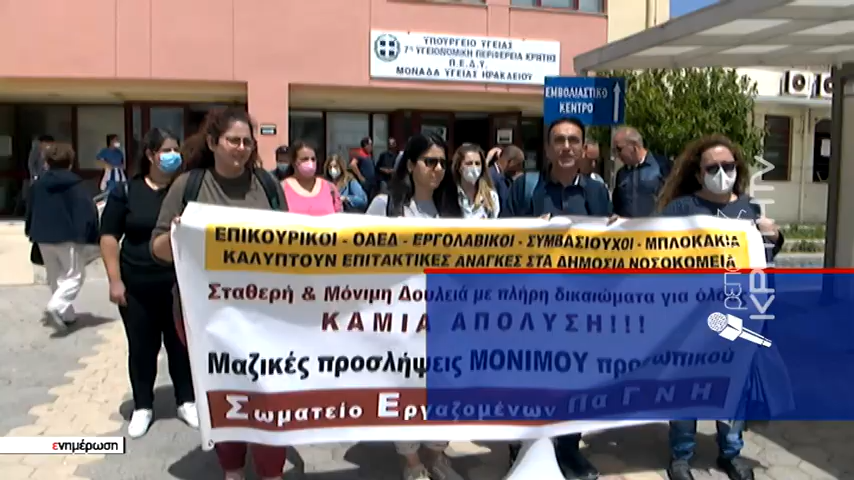 ΥΠΟΥΡΓΕΙΟ ΥΓΕΙΑΣ
7η ΥΓΕΙΟΝΟΜΙΚΗ ΠΕΡΙΦΕΡΕΙΑ ΚΡΗΤΗΣ
Π.Ε.Δ.Υ.
ΜΟΝΑΔΑ ΥΓΕΙΑΣ ΗΡΑΚΛΕΙΟΥ
ΕΜΒΟΛΙΑΣΤΙΚΟ
ΚΕΝΤΡΟ
ΕΠΙΚΟΥΡΙΚΟΙ - ΟΑΕΔ - ΕΡΓΟΛΑΒΙΚΟΙ - ΣΥΜΒΑΣΙΟΥΧΟΙ - ΜΠΛΟΚΑΚΙΑ
ΚΑΛΥΠΤΟΥΝ ΕΠΙΤΑΚΤΙΚΕΣ ΑΝΑΓΚΕΣ ΣΤΑ ΔΗΜΟΣΙΑ ΝΟΣΟΚΟΜΕΙΑ
Σταθερή & Μόνιμη Δουλειά με πλήρη δικαιώματα για
ΚΑΜΙΑ ΑΠΟΛΥΣΗ!!!
Μαζικές προσλήψεις ΜΟΝΙΜΟΥ προσωπικού
Σωματείο Εργαζομένων ΠαΓΝΗ
ρεπορτάζ
ΚΡΗΤΗTV
ενημέρωση